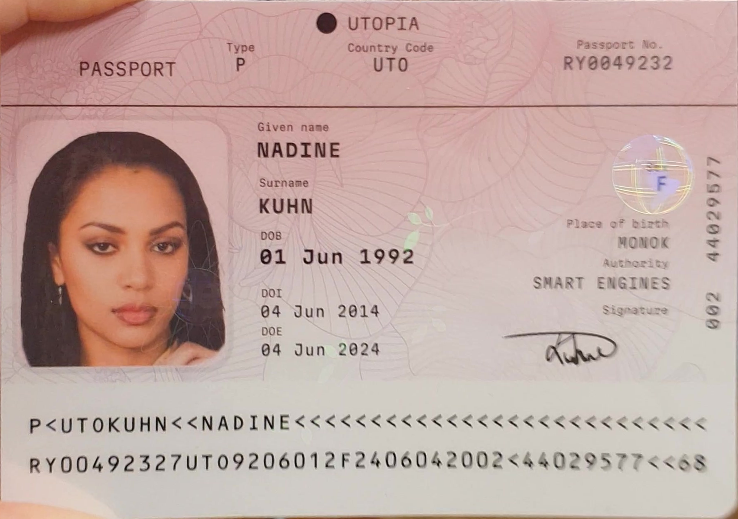 UTOPIA
PASSPORT
Type
P
Country Code
UTO
Passport No.
RY0049232
Given name
NADINE
Surname
KUHN
DOB
01 Jun 1992
DOI
04 Jun 2014
DOE
04 Jun 2024
F
Place of birth
MONOK
Authority
SMART ENGINES
Signature
002 44029577
P<UTOKUHN<<NADINE<<<<<<<<<<<<<<<<<<<<<<<<<<<
RY00492327UTO9206012F2406042002<44029577<<68